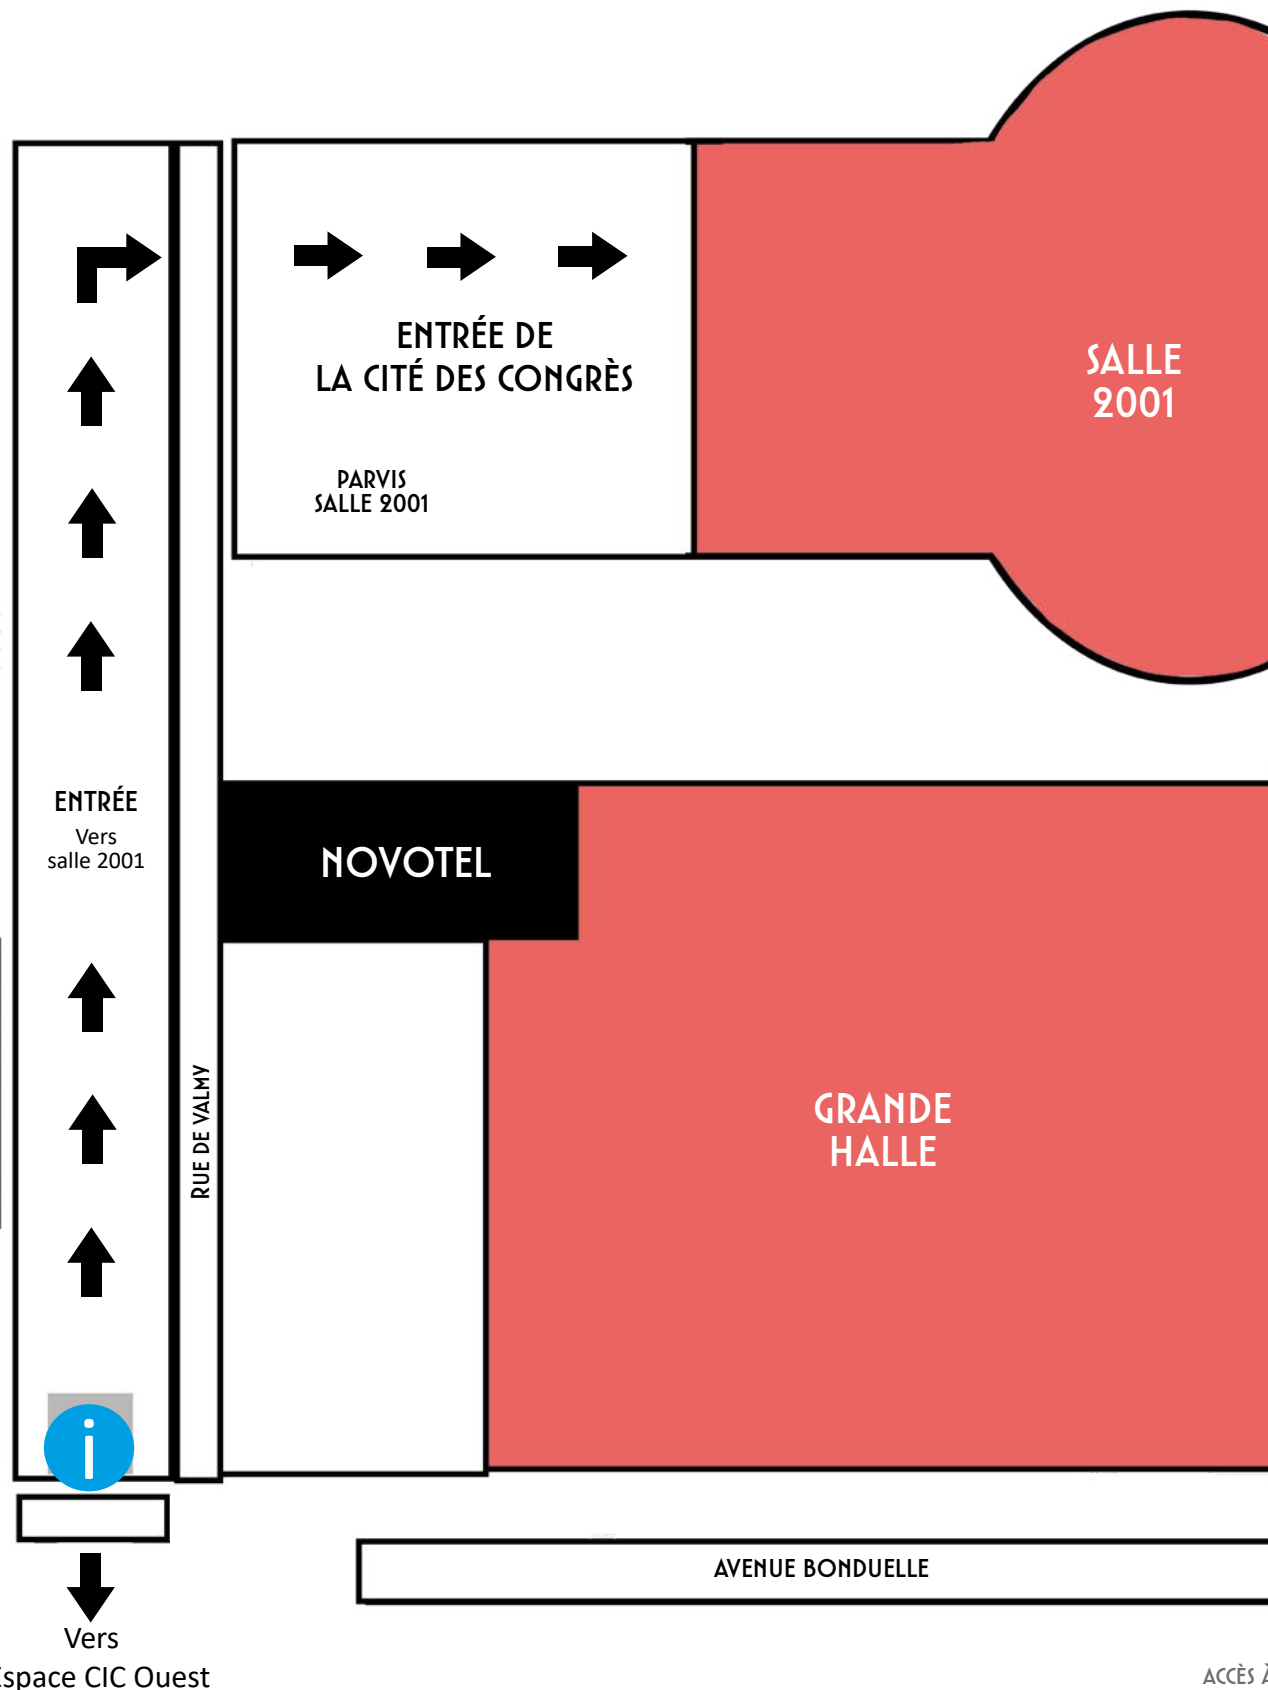 ENTRÉE DE
LA CITÉ DES CONGRÈS
PARVIS
SALLE 2001
SALLE
2001
ENTRÉE
Vers
salle 2001
NOVOTEL
RUE DE VALMY
GRANDE
HALLE
i
AVENUE BONDUELLE
Vers
Espace CIC Ouest
ACCÈS À